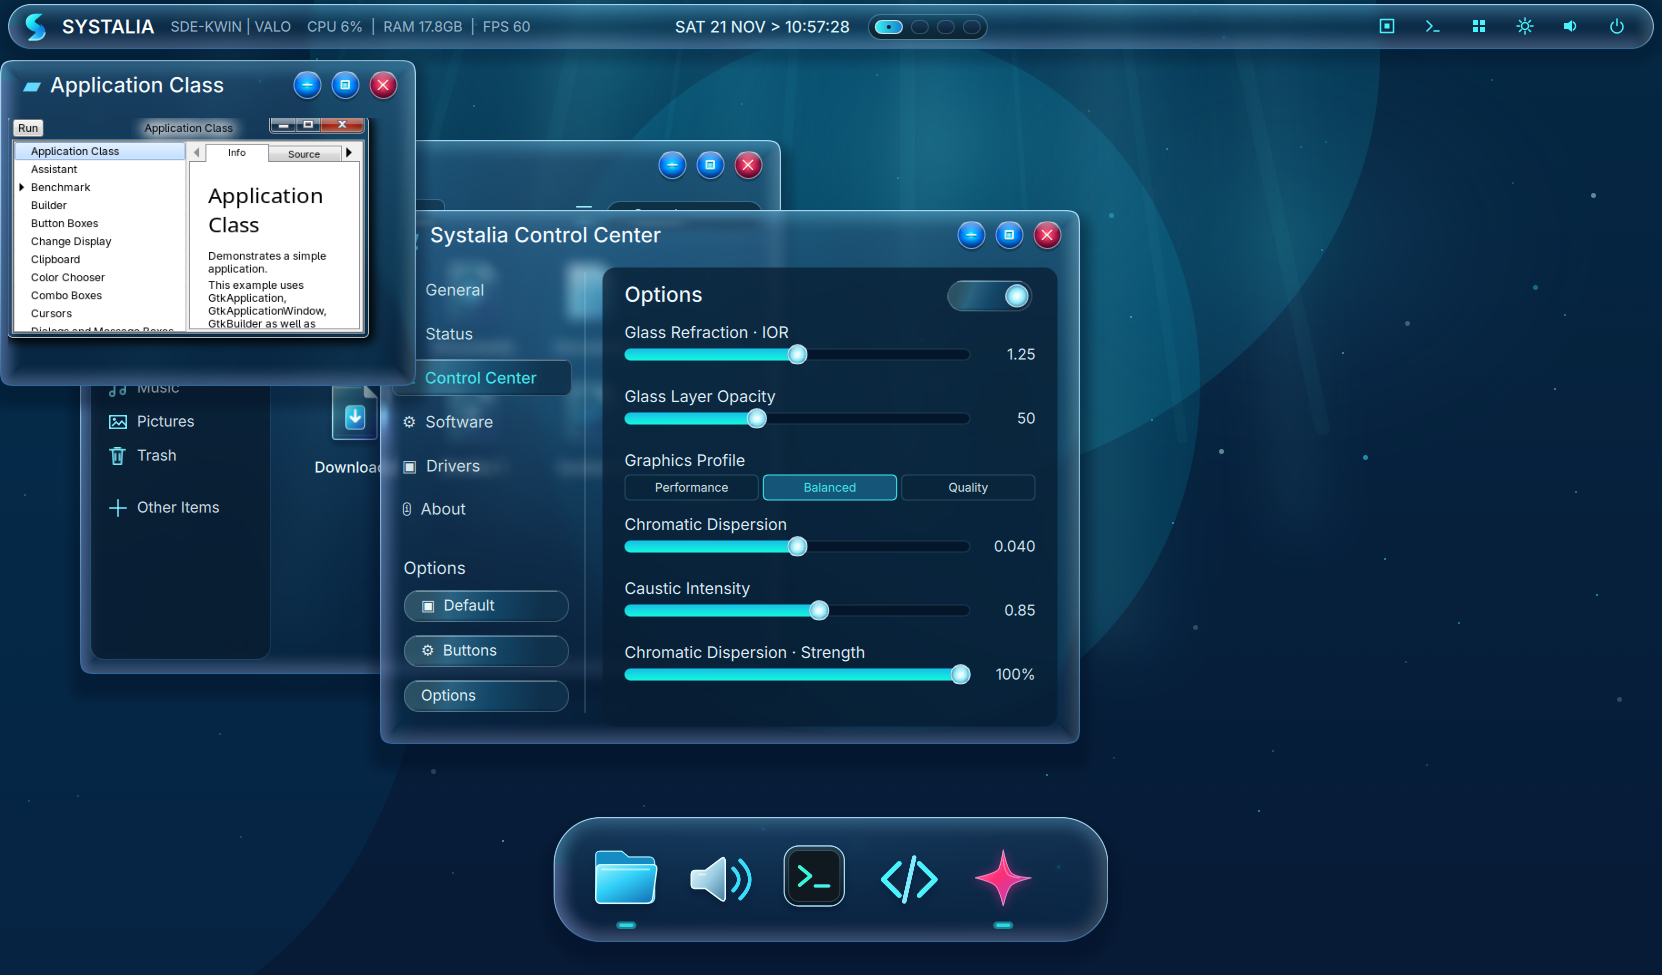 SYSTALIA
SDE-KWIN | VALO
CPU 6% | RAM 17.8GB | FPS 60
SAT 21 NOV > 10:57:28
Application Class
Run
Application Class
Application Class
Assistant
Benchmark
Builder
Button Boxes
Change Display
Clipboard
Color Chooser
Combo Boxes
Cursors
Dialogs and Message Boxes
Info
Source
Application
Class
Demonstrates a simple
application.
This example uses
GtkApplication,
GtkApplicationWindow,
GtkBuilder as well as
Music
Pictures
Trash
Other Items
Systalia Control Center
General
Status
Control Center
Software
Drivers
About
Options
Default
Buttons
Options
Options
Glass Refraction · IOR
1.25
Glass Layer Opacity
50
Graphics Profile
Performance
Balanced
Quality
Chromatic Dispersion
0.040
Caustic Intensity
0.85
Chromatic Dispersion · Strength
100%